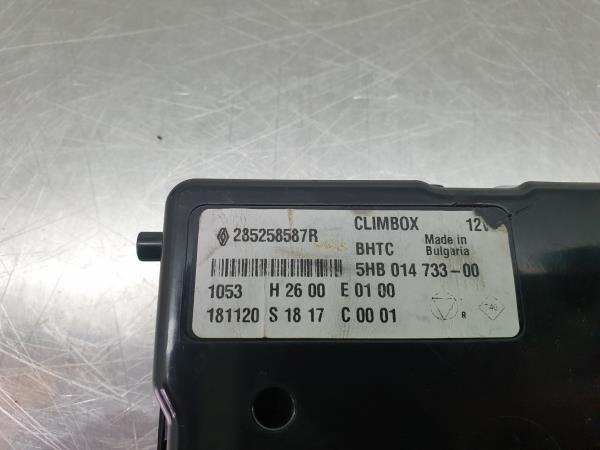 285258587R CLIMBOX 12V
BHTC Made in Bulgaria
5HB 014 733-00
1053 H 26 00 E 01 00
181120 S 18 17 C 00 01
R